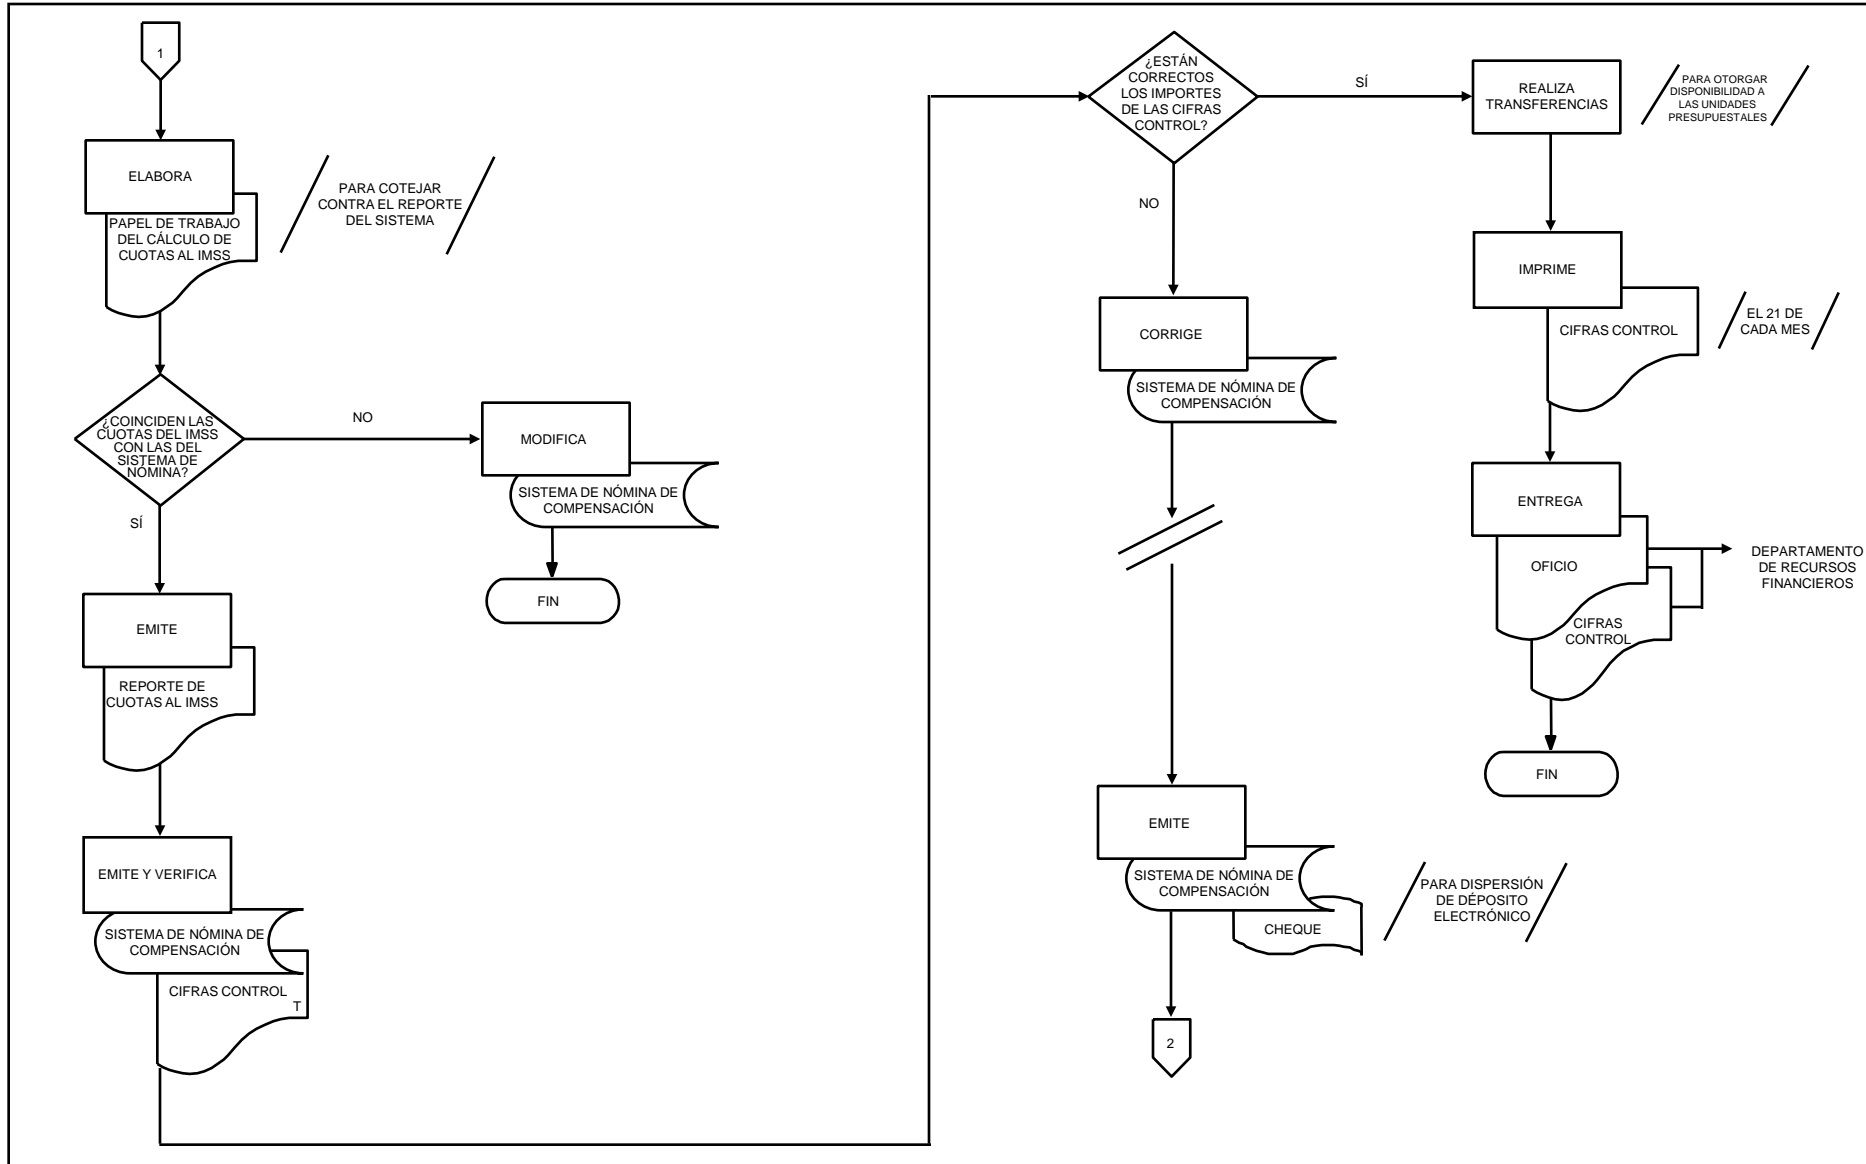 1
ELABORA
PAPEL DE TRABAJO
DEL CÁLCULO DE
CUOTAS AL IMSS
PARA COTEJAR
CONTRA EL REPORTE
DEL SISTEMA
¿COINCIDEN LAS
CUOTAS DEL IMSS
CON LAS DEL
SISTEMA DE
NÓMINA?
NO
MODIFICA
SISTEMA DE NÓMINA DE
COMPENSACIÓN
FIN
SÍ
EMITE
REPORTE DE
CUOTAS AL IMSS
EMITE Y VERIFICA
SISTEMA DE NÓMINA DE
COMPENSACIÓN
CIFRAS CONTROL
T
¿ESTÁN
CORRECTOS
LOS IMPORTES
DE LAS CIFRAS
CONTROL?
NO
CORRIGE
SISTEMA DE NÓMINA DE
COMPENSACIÓN
EMITE
SISTEMA DE NÓMINA DE
COMPENSACIÓN
CHEQUE
PARA DISPERSIÓN
DE DÉPOSITO
ELECTRÓNICO
2
SÍ
REALIZA
TRANSFERENCIAS
PARA OTORGAR
DISPONIBILIDAD A
LAS UNIDADES
PRESUPUESTALES
IMPRIME
CIFRAS CONTROL
EL 21 DE
CADA MES
ENTREGA
OFICIO
CIFRAS
CONTROL
DEPARTAMENTO
DE RECURSOS
FINANCIEROS
FIN